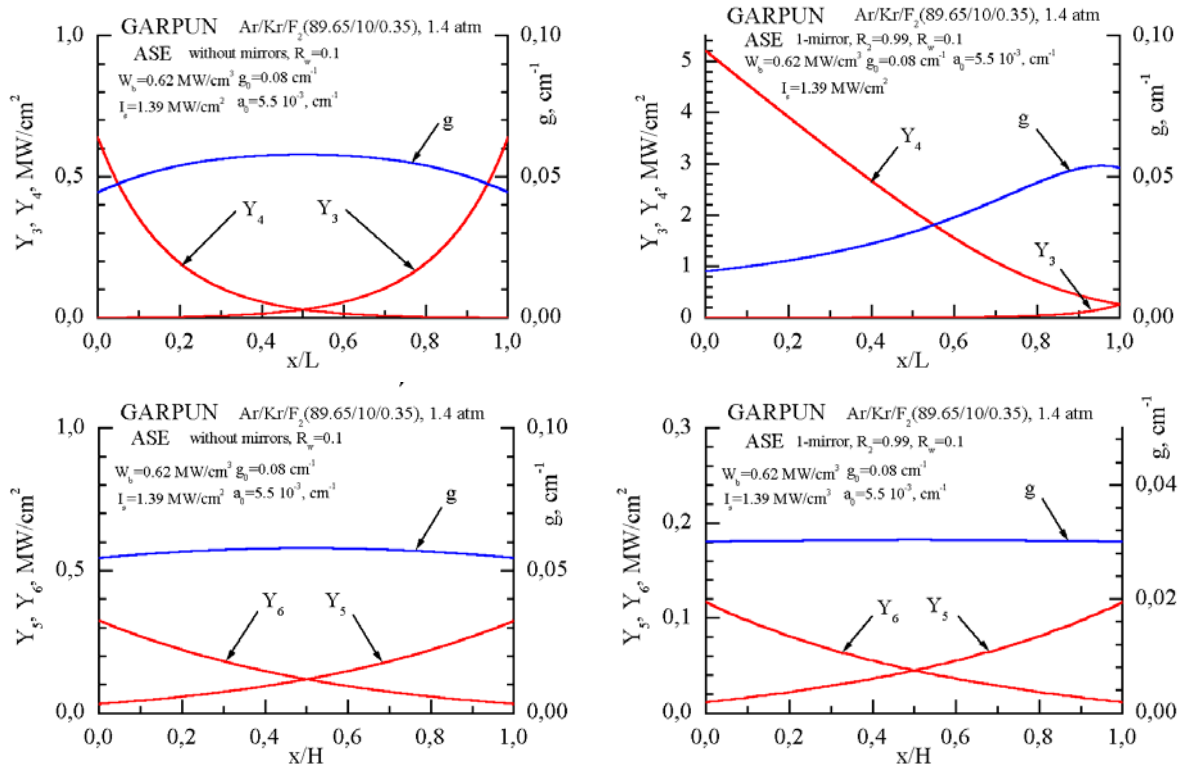 GARPUN Ar/Kr/F₂(89.65/10/0.35), 1.4 atm
ASE without mirrors, R_w=0.1
W_b=0.62 MW/cm³ g₀=0.08 cm⁻¹
I_s=1.39 MW/cm² a₀=5.5 10⁻³, cm⁻¹
g
Y₄
Y₃
Y₃, Y₄, MW/cm²
1,0
0,5
0,0
g, cm⁻¹
0,10
0,05
0,00
0,0 0,2 0,4 0,6 0,8 1,0
x/L
GARPUN Ar/Kr/F₂(89.65/10/0.35), 1.4 atm
ASE 1-mirror, R₂=0.99, R_w=0.1
W_b=0.62 MW/cm³ g₀=0.08 cm⁻¹ a₀=5.5 10⁻³, cm⁻¹
I_s=1.39 MW/cm²
Y₄
g
Y₃
Y₃, Y₄, MW/cm²
5
4
3
2
1
0
g, cm⁻¹
0,10
0,05
0,00
0,0 0,2 0,4 0,6 0,8 1,0
x/L
GARPUN Ar/Kr/F₂(89.65/10/0.35), 1.4 atm
ASE without mirrors, R_w=0.1
W_b=0.62 MW/cm³ g₀=0.08 cm⁻¹
I_s=1.39 MW/cm² a₀=5.5 10⁻³, cm⁻¹
g
Y₆
Y₅
Y₅, Y₆, MW/cm²
1,0
0,5
0,0
g, cm⁻¹
0,10
0,05
0,00
0,0 0,2 0,4 0,6 0,8 1,0
x/H
GARPUN Ar/Kr/F₂(89.65/10/0.35), 1.4 atm
ASE 1-mirror, R₂=0.99, R_w=0.1
W_b=0.62 MW/cm³ g₀=0.08 cm⁻¹
I_s=1.39 MW/cm³ a₀=5.5 10⁻³, cm⁻¹
g
Y₆
Y₅
Y₅, Y₆, MW/cm²
0,3
0,2
0,1
0,0
g, cm⁻¹
0,04
0,02
0,00
0,0 0,2 0,4 0,6 0,8 1,0
x/H